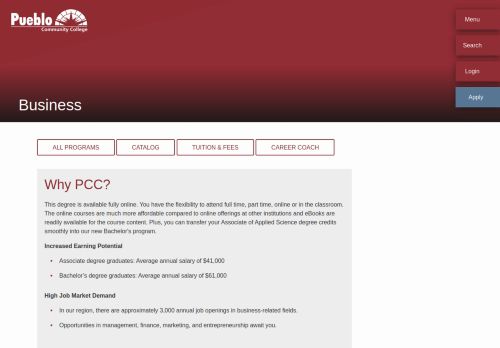 Pueblo
Community College
Menu
Search
Login
Apply
Business
ALL PROGRAMS
CATALOG
TUITION & FEES
CAREER COACH
Why PCC?
This degree is available fully online. You have the flexibility to attend full time, part time, online or in the classroom.
The online courses are much more affordable compared to online offerings at other institutions and eBooks are
readily available for the course content. Plus, you can transfer your Associate of Applied Science degree credits
smoothly into our new Bachelor's program.
Increased Earning Potential
• Associate degree graduates: Average annual salary of $41,000
• Bachelor's degree graduates: Average annual salary of $61,000
High Job Market Demand
• In our region, there are approximately 3,000 annual job openings in business-related fields.
• Opportunities in management, finance, marketing, and entrepreneurship await you.